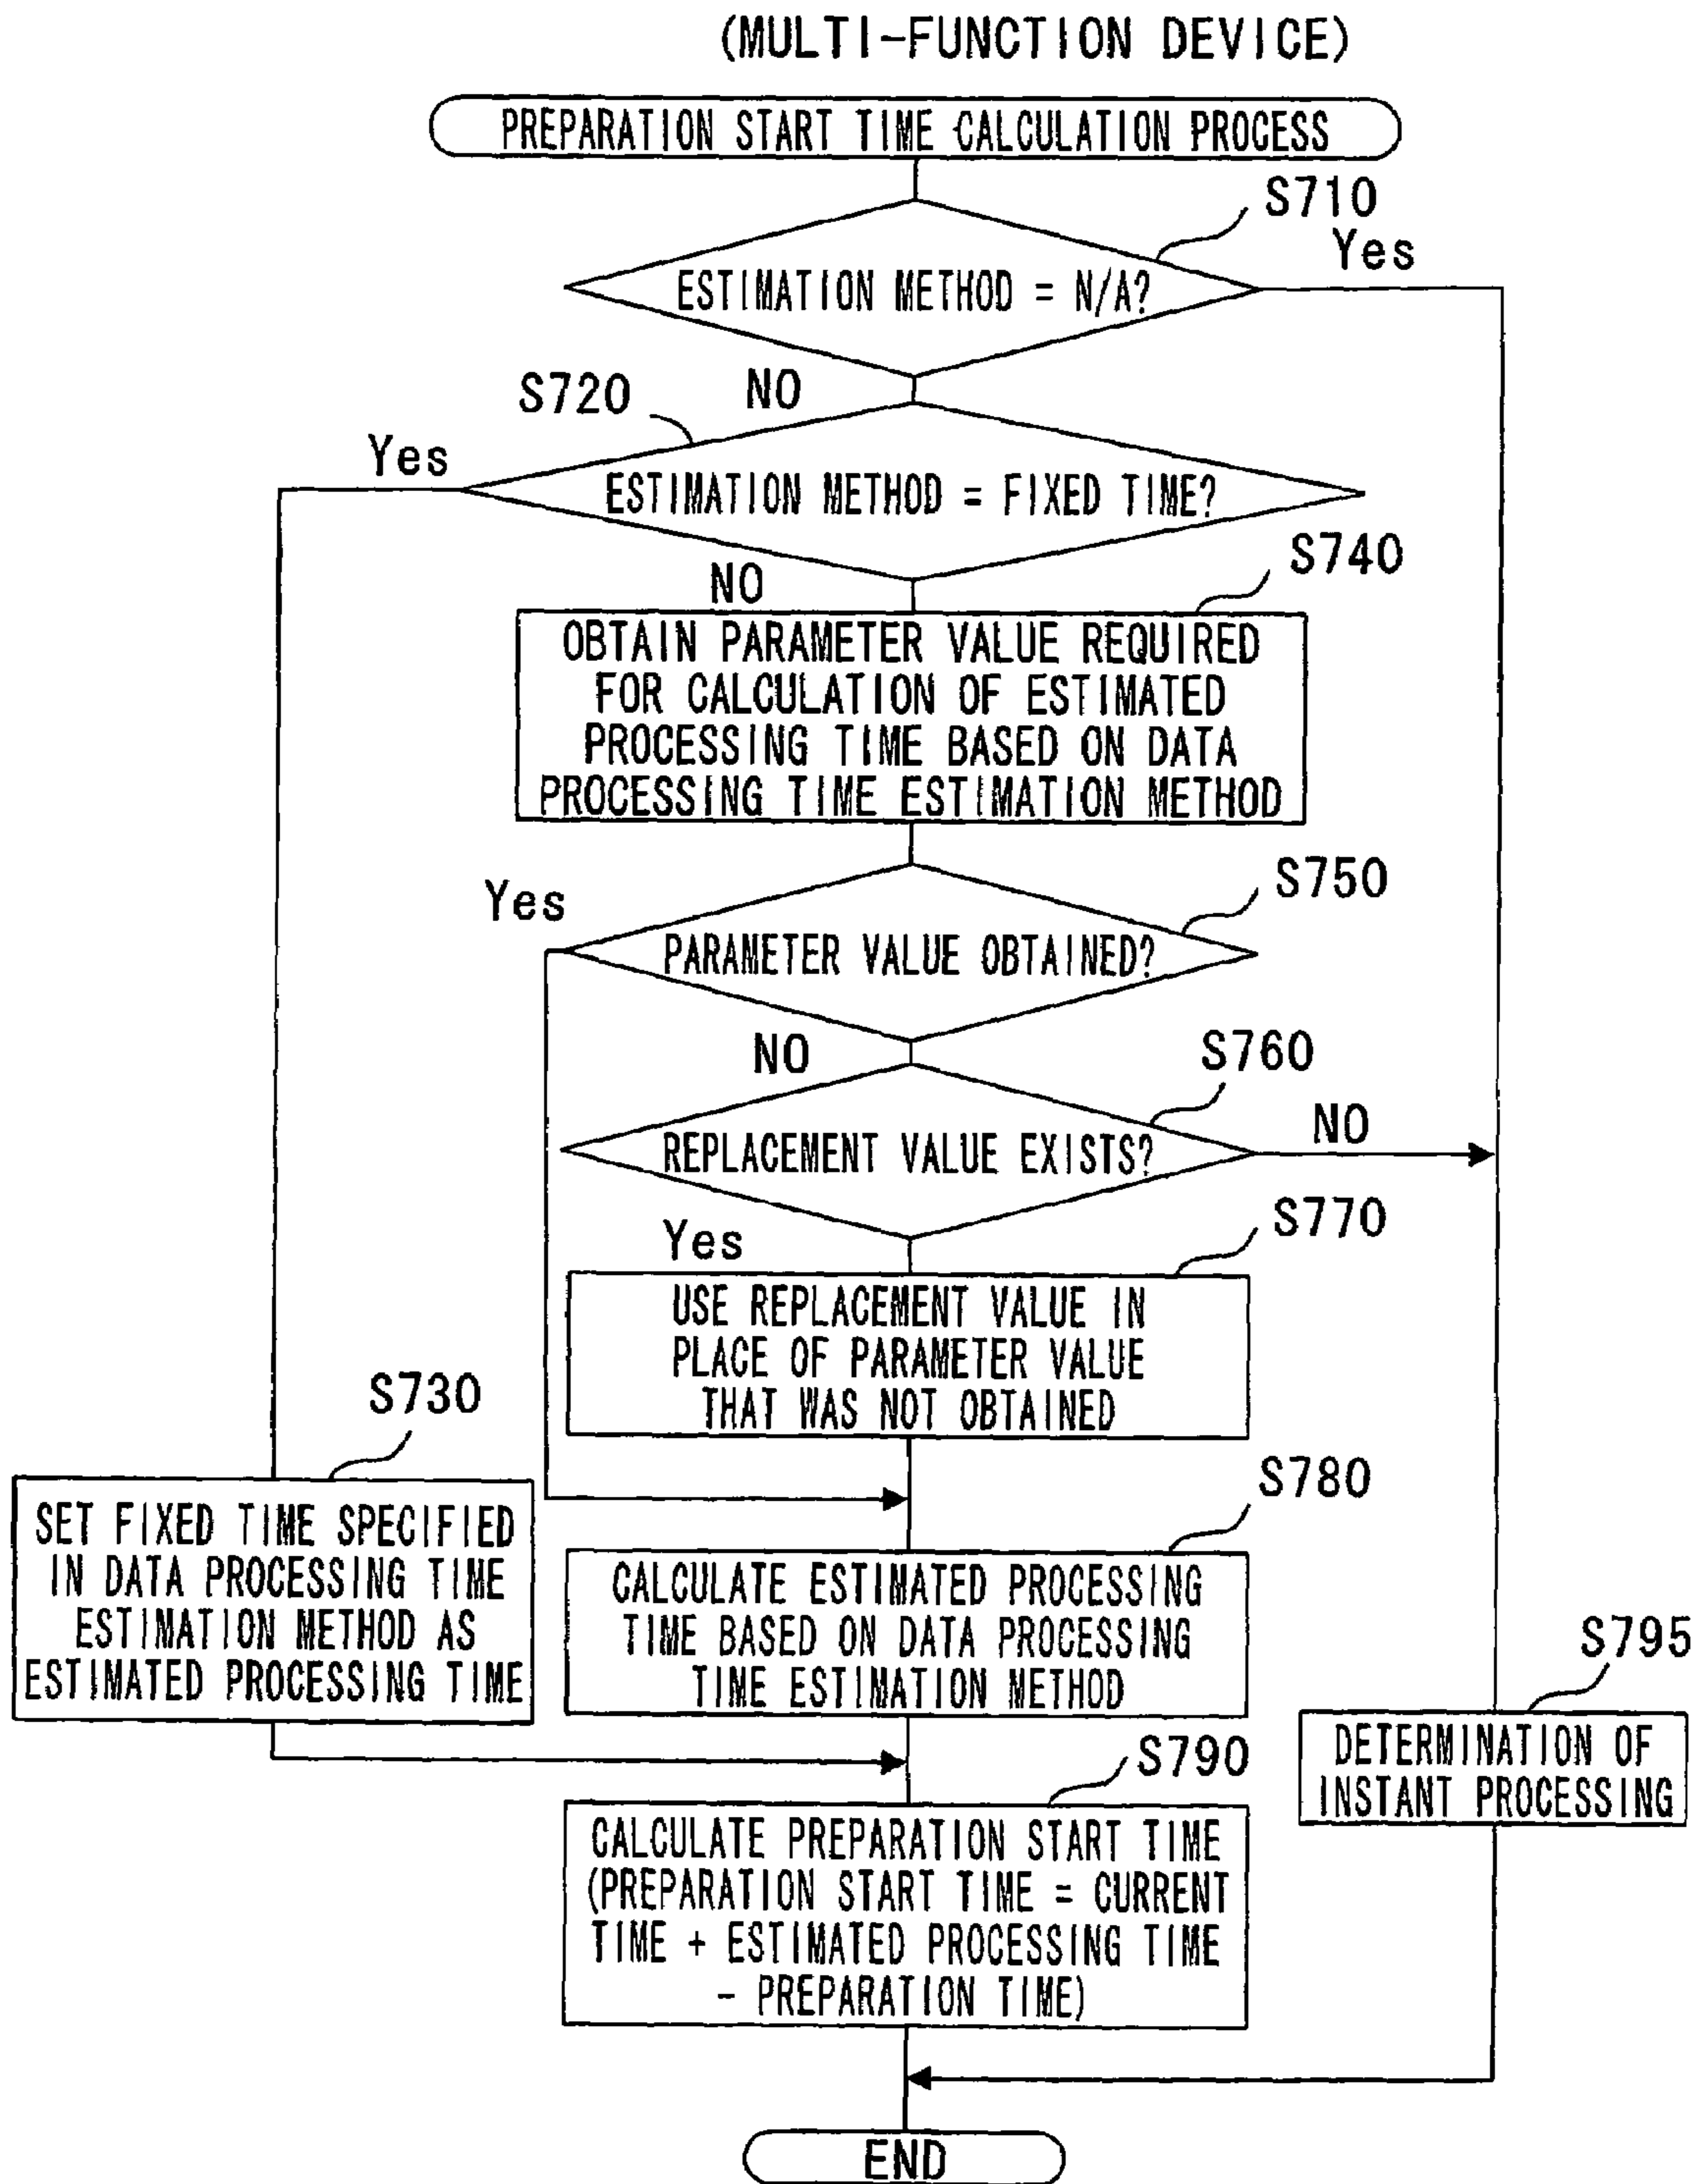 (MULTI-FUNCTION DEVICE)
PREPARATION START TIME CALCULATION PROCESS
S710
Yes
ESTIMATION METHOD = N/A?
NO
S720
Yes
ESTIMATION METHOD = FIXED TIME?
NO
S740
OBTAIN PARAMETER VALUE REQUIRED
FOR CALCULATION OF ESTIMATED
PROCESSING TIME BASED ON DATA
PROCESSING TIME ESTIMATION METHOD
S750
Yes
PARAMETER VALUE OBTAINED?
NO
S760
REPLACEMENT VALUE EXISTS?
NO
Yes
S770
USE REPLACEMENT VALUE IN
PLACE OF PARAMETER VALUE
THAT WAS NOT OBTAINED
S730
SET FIXED TIME SPECIFIED
IN DATA PROCESSING TIME
ESTIMATION METHOD AS
ESTIMATED PROCESSING TIME
S780
CALCULATE ESTIMATED PROCESSING
TIME BASED ON DATA PROCESSING
TIME ESTIMATION METHOD
S795
DETERMINATION OF
INSTANT PROCESSING
S790
CALCULATE PREPARATION START TIME
(PREPARATION START TIME = CURRENT
TIME + ESTIMATED PROCESSING TIME
- PREPARATION TIME)
END